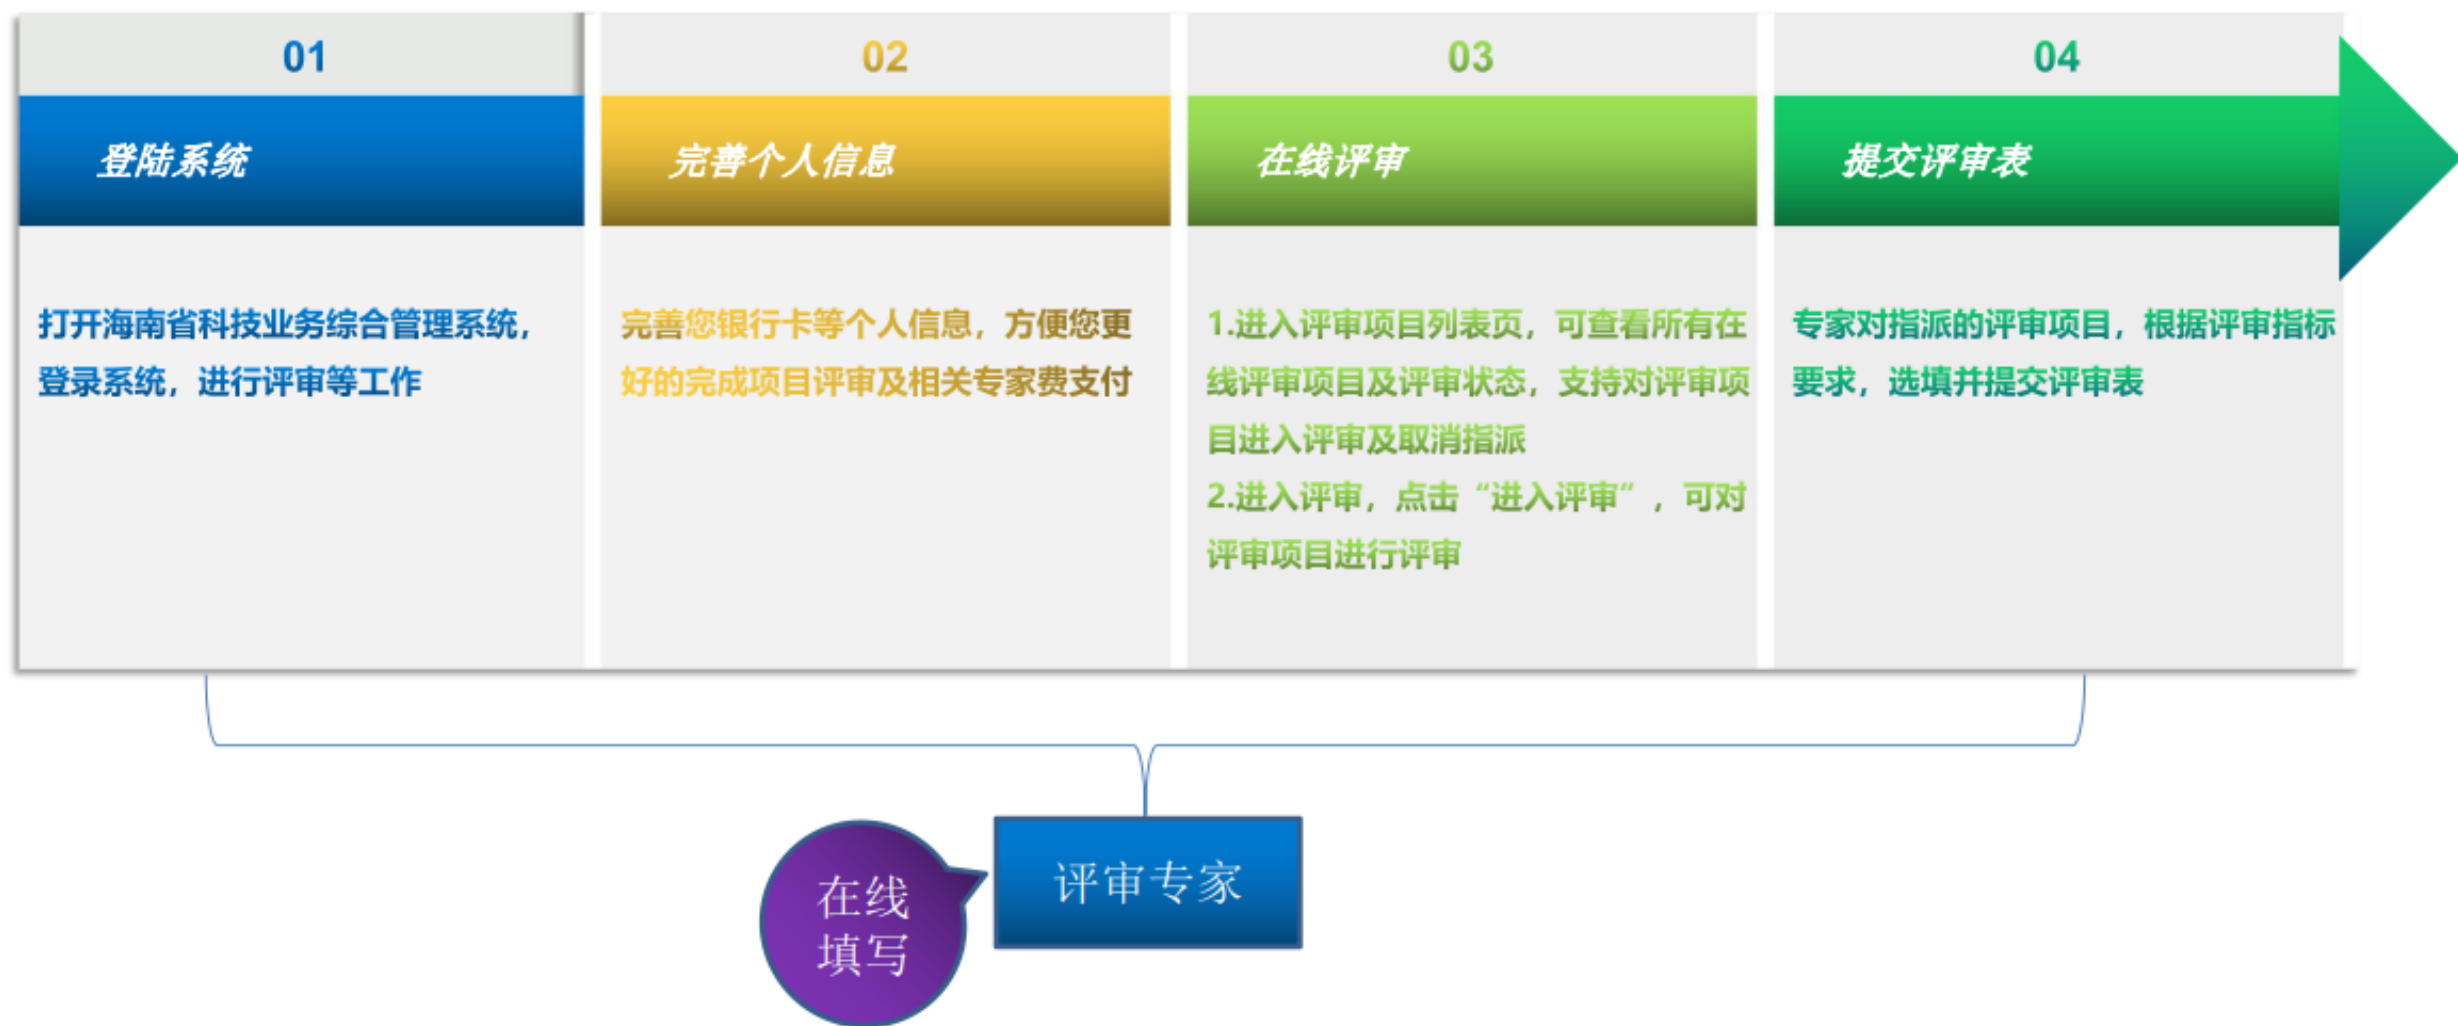 01
登陆系统
打开海南省科技业务综合管理系统，
登录系统，进行评审等工作
02
完善个人信息
完善您银行卡等个人信息，方便您更
好的完成项目评审及相关专家费支付
03
在线评审
1.进入评审项目列表页，可查看所有在
线评审项目及评审状态，支持对评审项
目进入评审及取消指派
2.进入评审，点击“进入评审”，可对
评审项目进行评审
04
提交评审表
专家对指派的评审项目，根据评审指标
要求，选填并提交评审表
在线
填写
评审专家